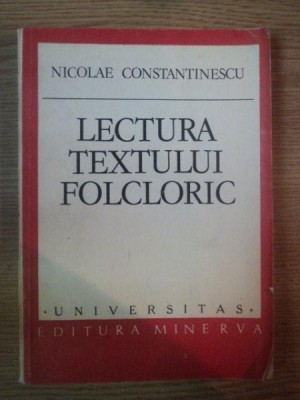 NICOLAE CONSTANTINESCU
LECTURA
TEXTULUI
FOLCLORIC
· UNIVERSITAS ·
EDITURA MINERVA